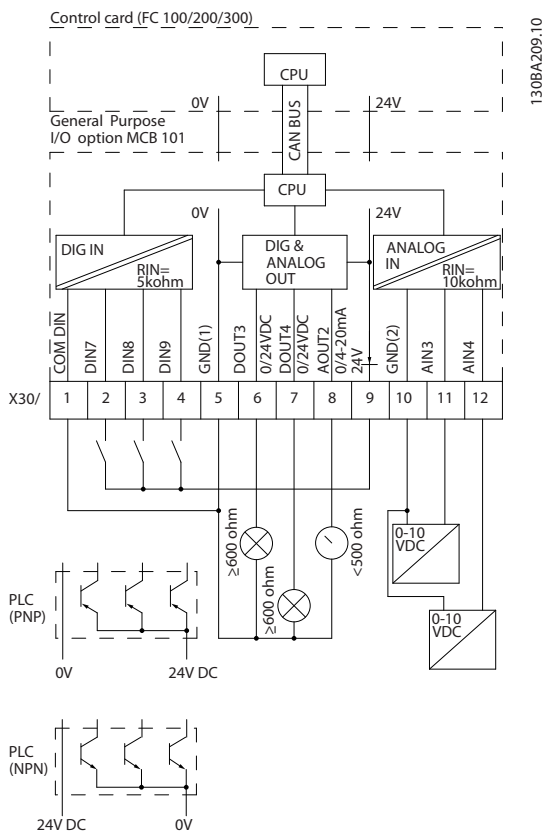 Control card (FC 100/200/300)
130BA209.10
CPU
0V
24V
General Purpose
I/O option MCB 101
CAN BUS
CPU
0V
24V
DIG IN
RIN=
5kohm
DIG &
ANALOG
OUT
ANALOG
IN
RIN=
10kohm
COM DIN
DIN7
DIN8
DIN9
GND(1)
DOUT3
0/24VDC
DOUT4
0/24VDC
AOUT2
0/4-20mA
24V
GND(2)
AIN3
AIN4
X30/ 1 2 3 4 5 6 7 8 9 10 11 12
≥600 ohm
≥600 ohm
<500 ohm
0-10
VDC
0-10
VDC
PLC
(PNP)
0V
24V DC
PLC
(NPN)
24V DC
0V